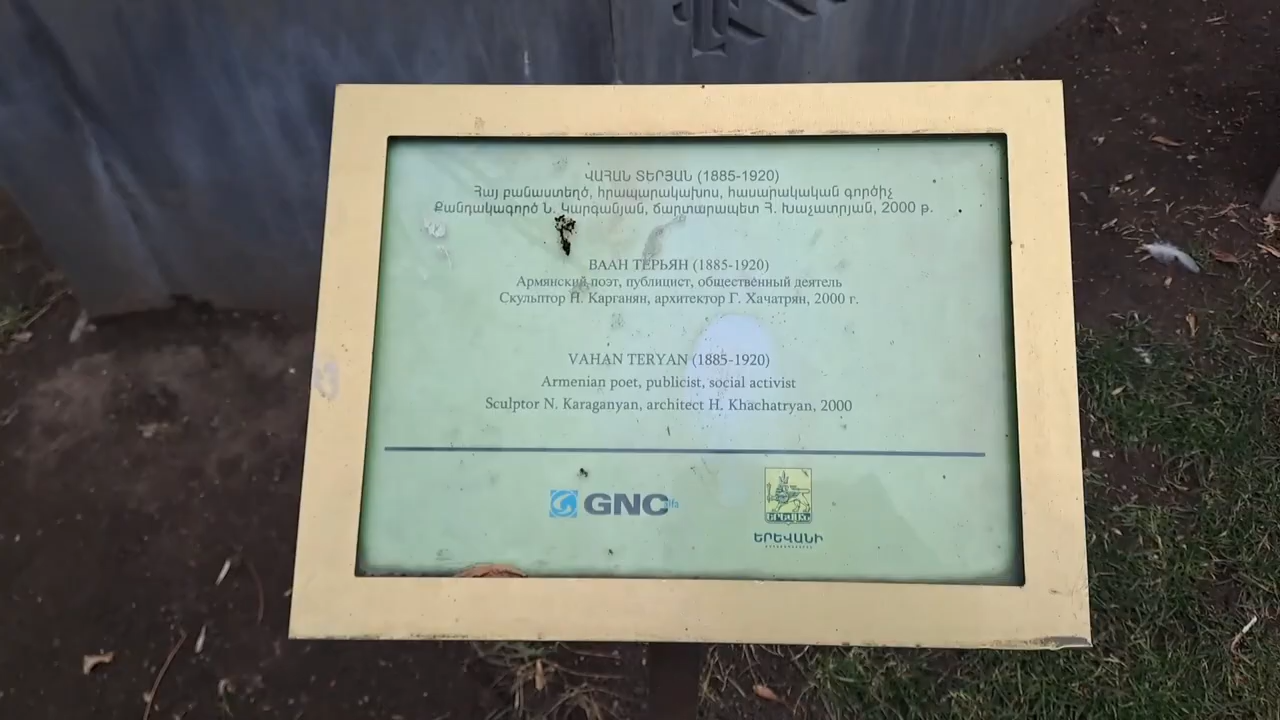 ՎԱՀԱՆ ՏԵՐՅԱՆ (1885-1920)
Հայ բանաստեղծ, հրապարակախոս, հասարակական գործիչ
Քանդակագործ Ն. Կարգանյան, ճարտարապետ Հ. Խաչատրյան, 2000 թ.
ВААН ТЕРЬЯН (1885-1920)
Армянский поэт, публицист, общественный деятель
Скульптор Н. Карганян, архитектор Г. Хачатрян, 2000 г.
VAHAN TERYAN (1885-1920)
Armenian poet, publicist, social activist
Sculptor N. Karaganyan, architect H. Khachatryan, 2000
GNC alfa
ԵՐԵՎԱՆ
ԵՐԵՎԱՆԻ